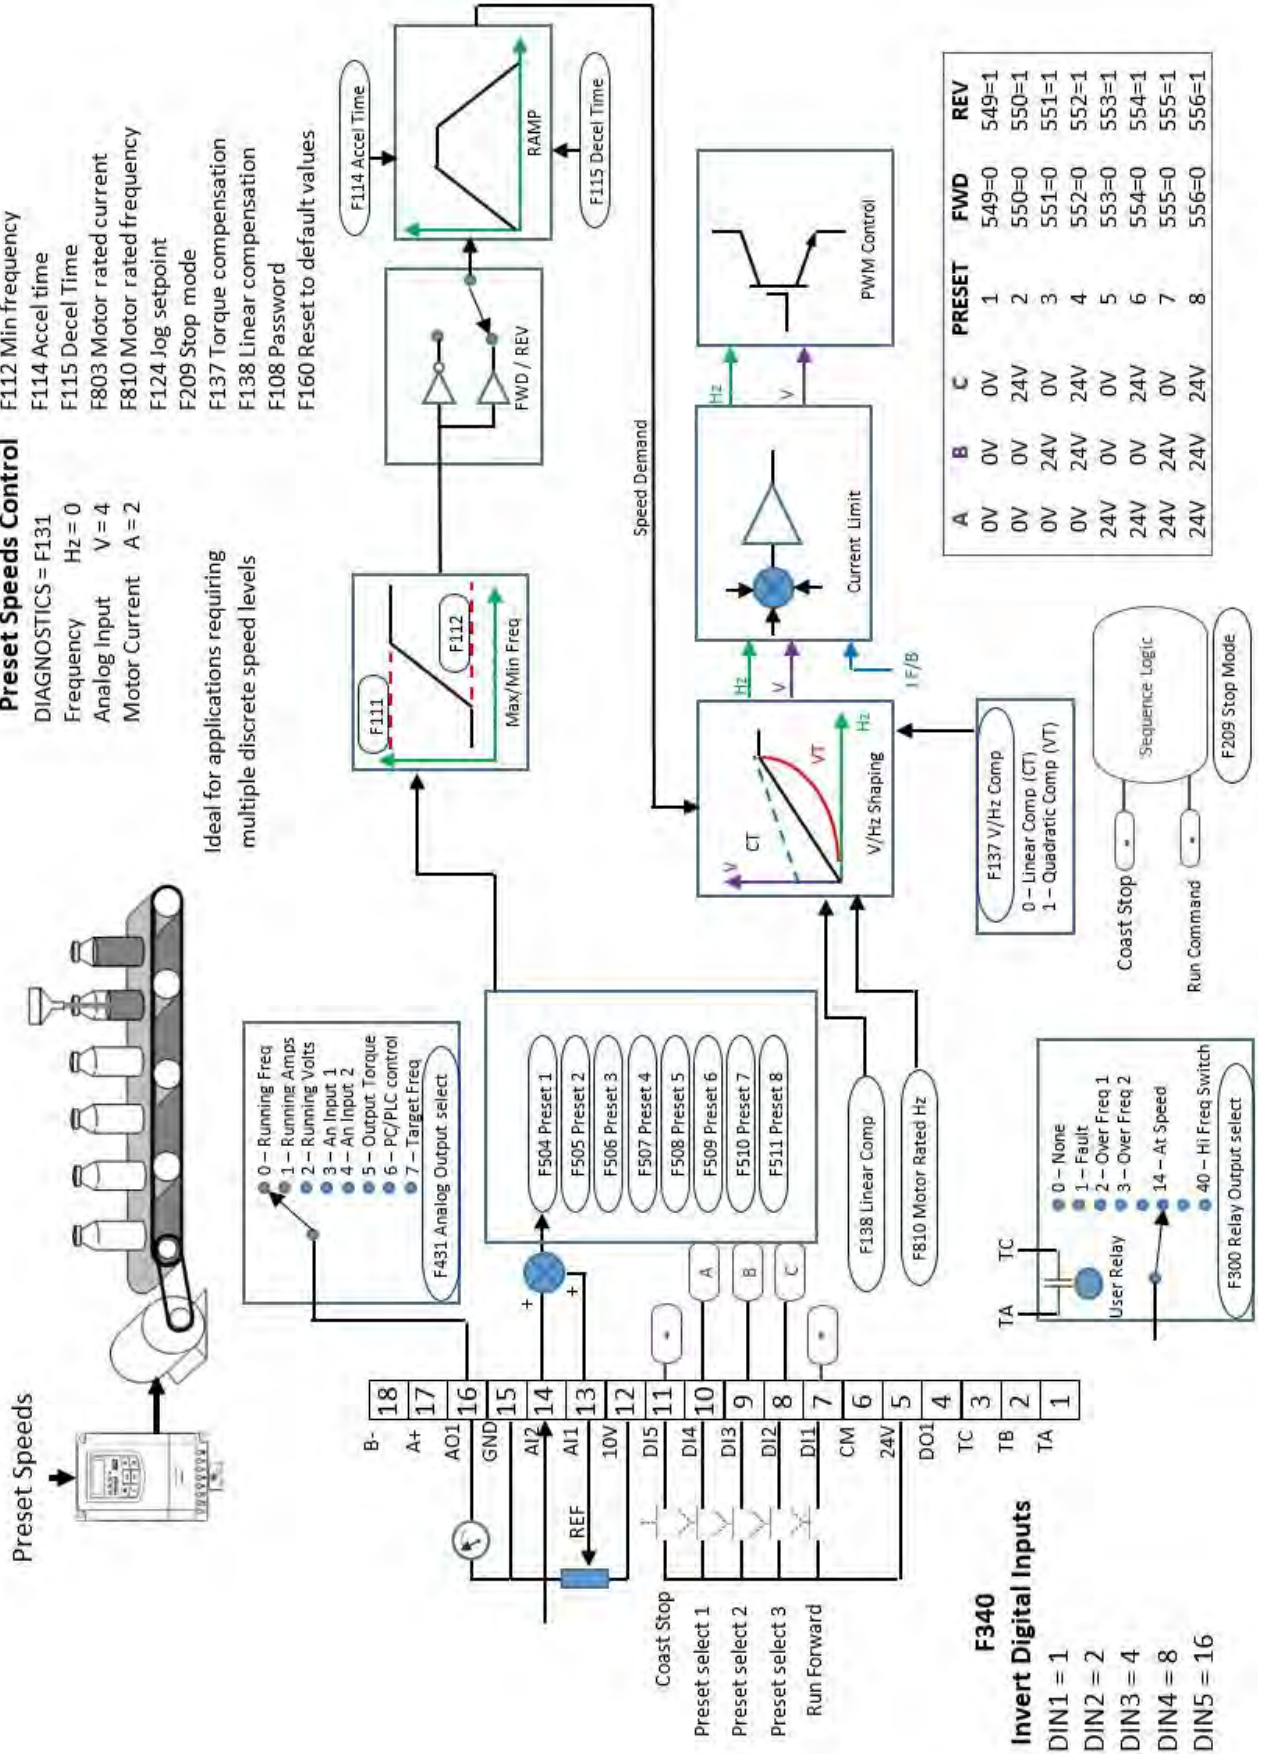 Preset Speeds
Preset Speeds Control
DIAGNOSTICS = F131
Frequency Hz = 0
Analog Input V = 4
Motor Current A = 2
F112 Min frequency
F114 Accel time
F115 Decel Time
F803 Motor rated current
F810 Motor rated frequency
F124 Jog setpoint
F209 Stop mode
F137 Torque compensation
F138 Linear compensation
F108 Password
F160 Reset to default values
Ideal for applications requiring
multiple discrete speed levels
0 – Running Freq
1 – Running Amps
2 – Running Volts
3 – An Input 1
4 – An Input 2
5 – Output Torque
6 – PC/PLC control
7 – Target Freq
F431 Analog Output select
F111
F112
Max/Min Freq
FWD / REV
F114 Accel Time
RAMP
F115 Decel Time
B- 18
A+ 17
AO1 16
GND 15
AI2 14
AI1 13
10V 12
DI5 11
DI4 10
DI3 9
DI2 8
DI1 7
CM 6
24V 5
DO1 4
TC 3
TB 2
TA 1
REF
+
+
F504 Preset 1
F505 Preset 2
F506 Preset 3
F507 Preset 4
F508 Preset 5
F509 Preset 6
F510 Preset 7
F511 Preset 8
A
B
C
Coast Stop
Preset select 1
Preset select 2
Preset select 3
Run Forward
Speed Demand
F138 Linear Comp
F810 Motor Rated Hz
V
CT
VT
Hz
V/Hz Shaping
Hz
V
I F/B
Current Limit
Hz
V
PWM Control
F137 V/Hz Comp
0 – Linear Comp (CT)
1 – Quadratic Comp (VT)
Coast Stop
Run Command
Sequence Logic
F209 Stop Mode
A B C PRESET FWD REV
0V 0V 0V 1 549=0 549=1
0V 0V 24V 2 550=0 550=1
0V 24V 0V 3 551=0 551=1
0V 24V 24V 4 552=0 552=1
24V 0V 0V 5 553=0 553=1
24V 0V 24V 6 554=0 554=1
24V 24V 0V 7 555=0 555=1
24V 24V 24V 8 556=0 556=1
TA TC
User Relay
0 – None
1 – Fault
2 – Over Freq 1
3 – Over Freq 2
14 – At Speed
40 – Hi Freq Switch
F300 Relay Output select
F340
Invert Digital Inputs
DIN1 = 1
DIN2 = 2
DIN3 = 4
DIN4 = 8
DIN5 = 16